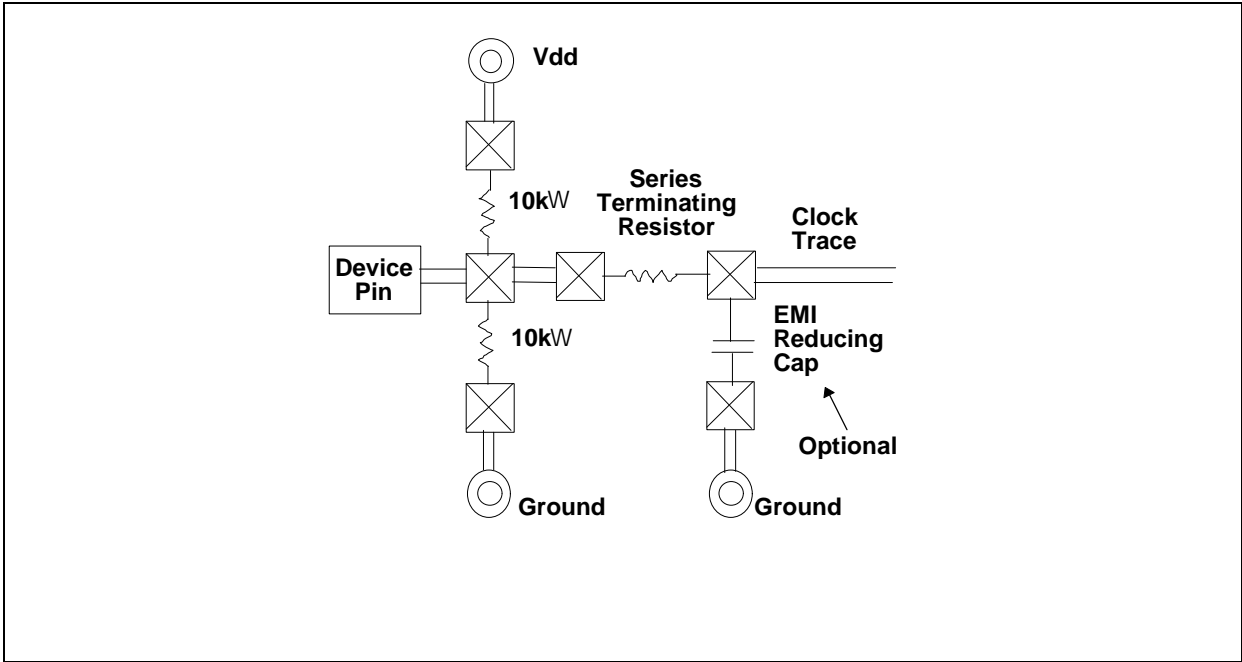 Vdd
10kW
Series
Terminating
Resistor
Clock
Trace
Device
Pin
10kW
EMI
Reducing
Cap
Optional
Ground
Ground